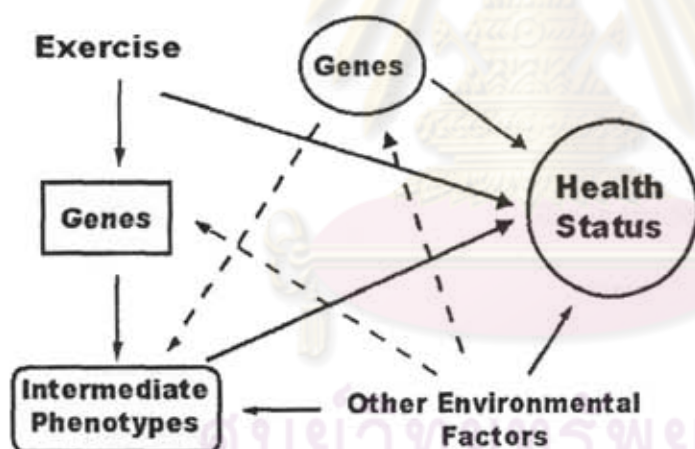 Exercise
Genes
Health
Status
Genes
Intermediate
Phenotypes
Other Environmental
Factors